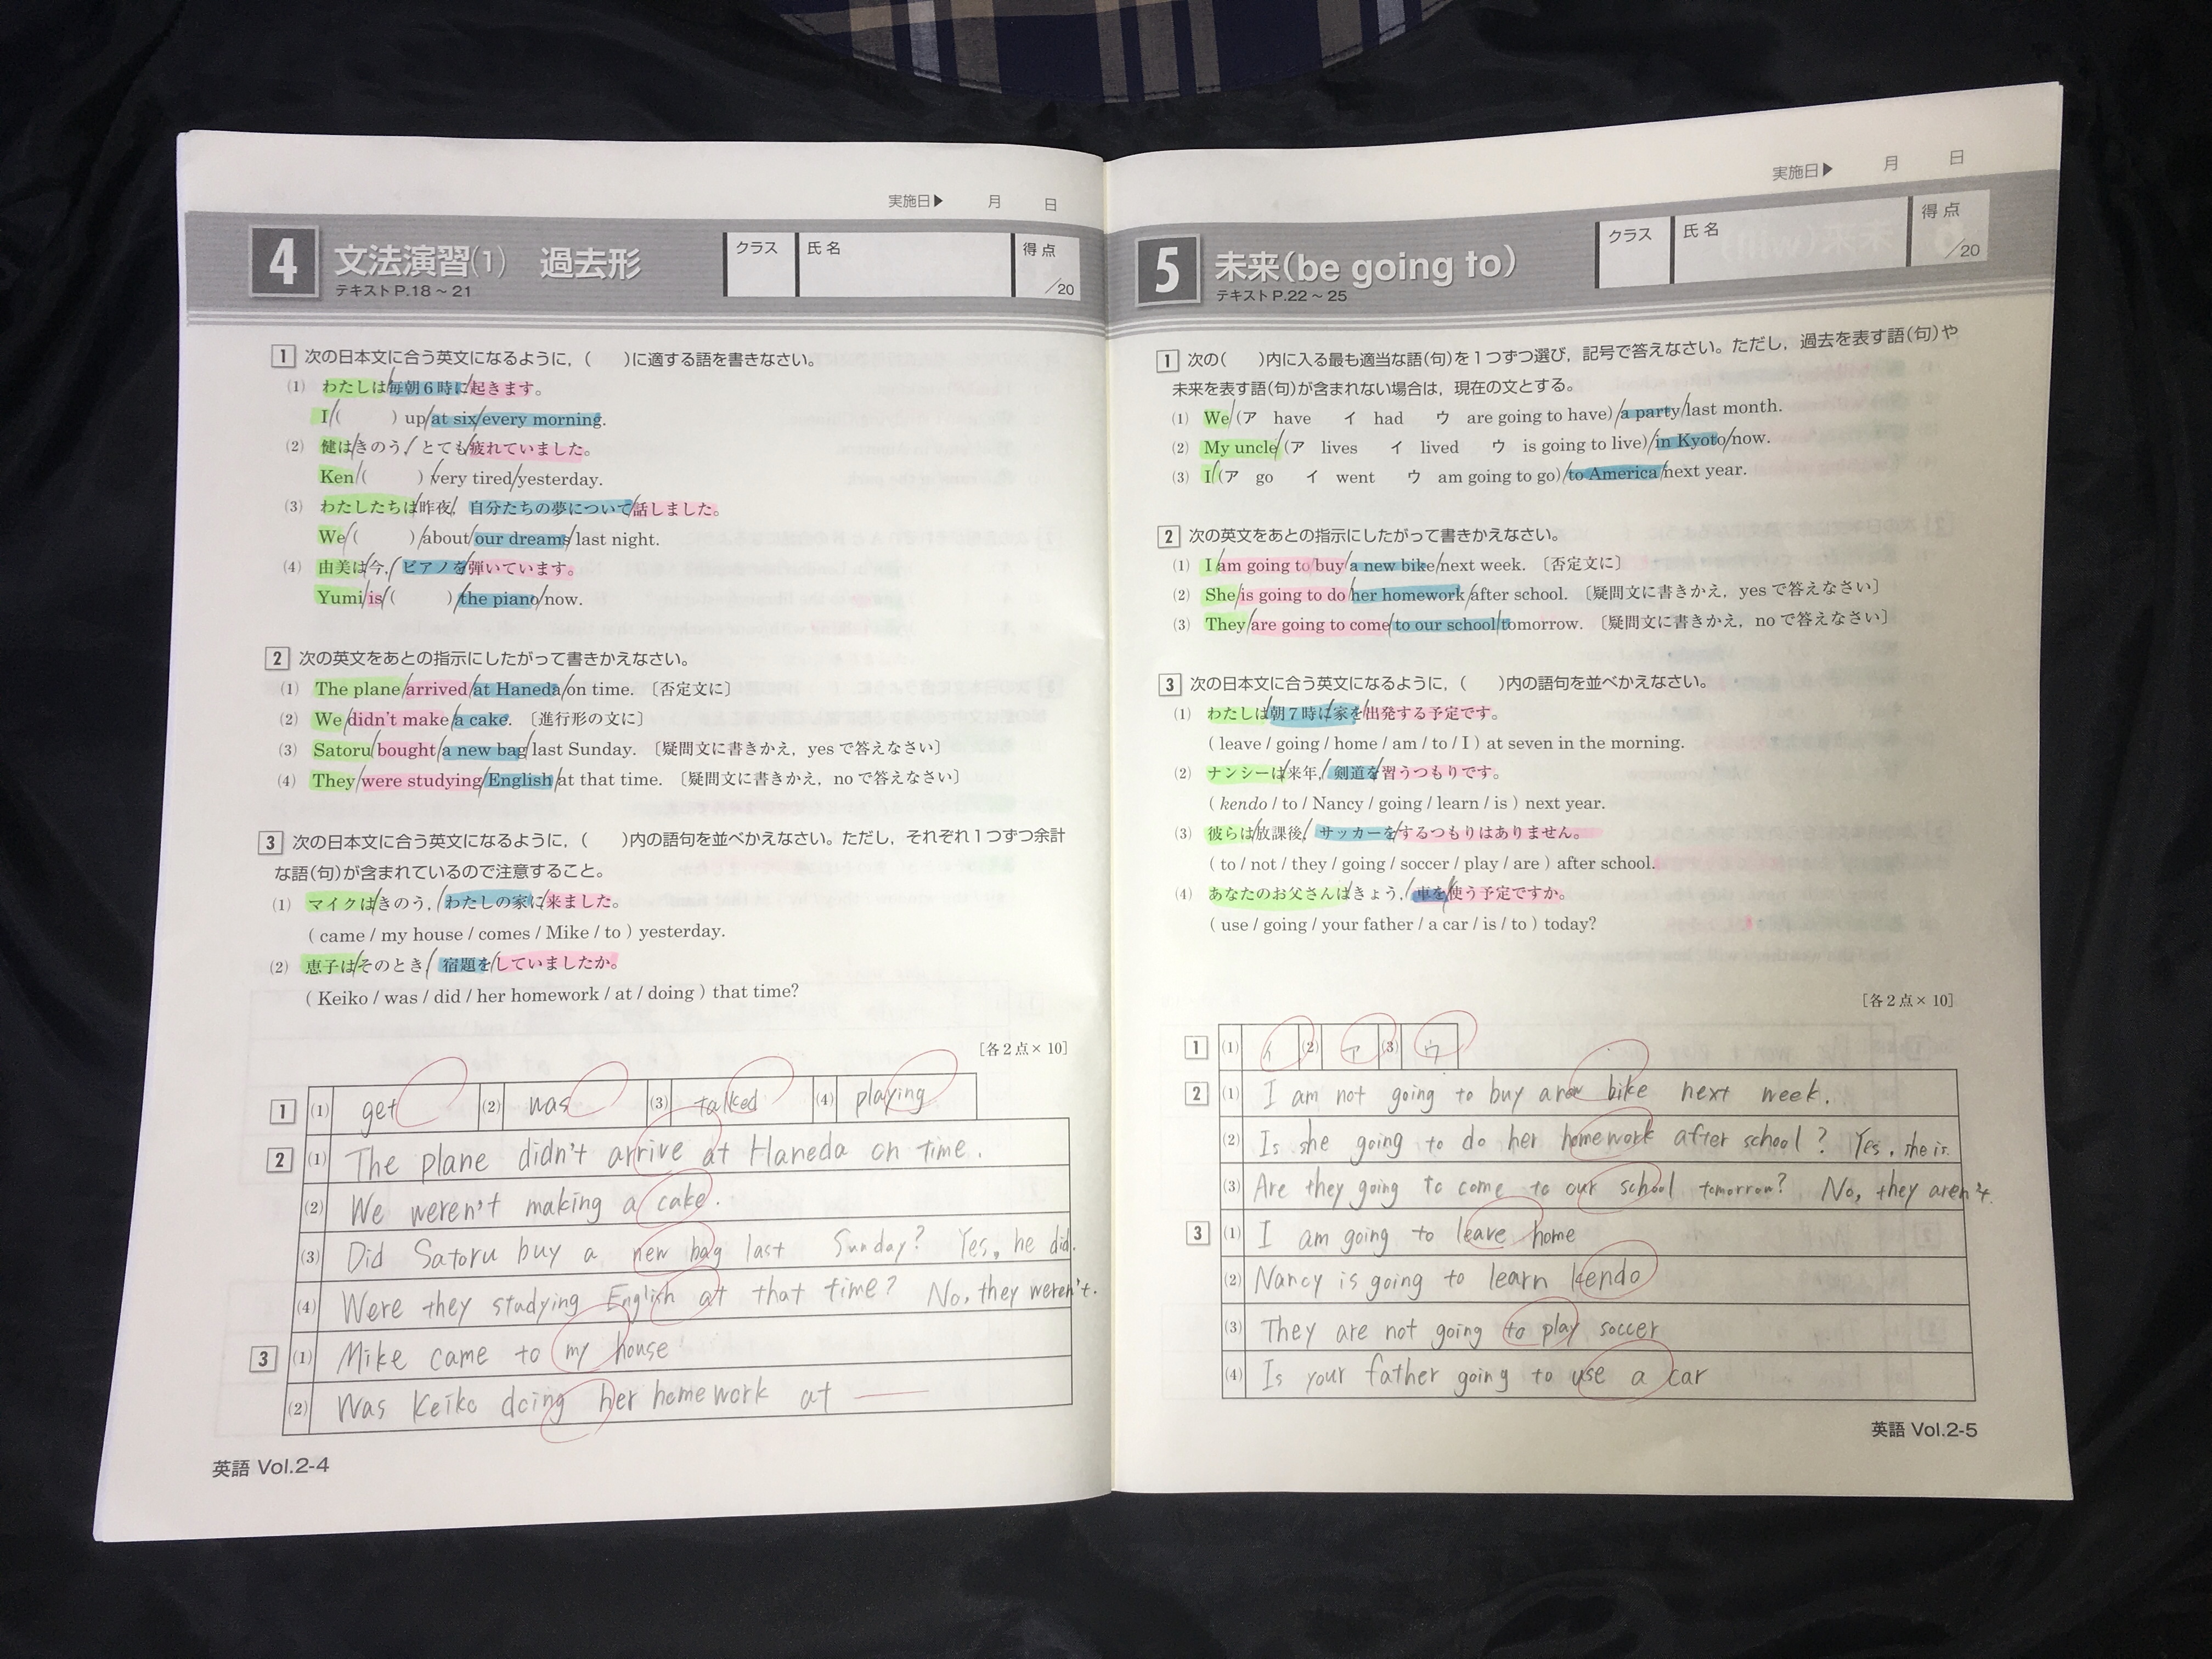 実施日▶ 月 日
4 文法演習(1) 過去形
テキストP.18～21
クラス 氏名 得点 /20
1 次の日本文に合う英文になるように，( )に適する語を書きなさい。
(1) わたしは/毎朝6時に/起きます。
I/( ) up/at six/every morning.
(2) 健は/きのう，/とても/疲れていました。
Ken/( )/very tired/yesterday.
(3) わたしたちは/昨夜，/自分たちの夢について/話しました。
We/( )/about/our dreams/last night.
(4) 由美は/今，/ピアノを/弾いています。
Yumi/is/( )/the piano/now.
2 次の英文をあとの指示にしたがって書きかえなさい。
(1) The plane/arrived/at Haneda/on time. 〔否定文に〕
(2) We/didn't make/a cake. 〔進行形の文に〕
(3) Satoru/bought/a new bag/last Sunday. 〔疑問文に書きかえ，yesで答えなさい〕
(4) They/were studying/English/at that time. 〔疑問文に書きかえ，noで答えなさい〕
3 次の日本文に合う英文になるように，( )内の語句を並べかえなさい。ただし，それぞれ1つずつ余計
な語(句)が含まれているので注意すること。
(1) マイクは/きのう，/わたしの家に/来ました。
( came / my house / comes / Mike / to ) yesterday.
(2) 恵子は/そのとき，/宿題を/していましたか。
( Keiko / was / did / her homework / at / doing ) that time?
[各2点×10]
1 (1) get (2) was (3) talked (4) playing
2 (1) The plane didn't arrive at Haneda on time.
(2) We weren't making a cake.
(3) Did Satoru buy a new bag last Sunday? Yes, he did.
(4) Were they studying English at that time? No, they weren't.
3 (1) Mike came to my house
(2) Was Keiko doing her homework at
英語 Vol.2-4
実施日▶ 月 日
5 未来(be going to)
テキストP.22～25
クラス 氏名 得点 /20
1 次の( )内に入る最も適当な語(句)を1つずつ選び，記号で答えなさい。ただし，過去を表す語(句)や
未来を表す語(句)が含まれない場合は，現在の文とする。
(1) We/(ア have イ had ウ are going to have)/a party/last month.
(2) My uncle/(ア lives イ lived ウ is going to live)/in Kyoto/now.
(3) I/(ア go イ went ウ am going to go)/to America/next year.
2 次の英文をあとの指示にしたがって書きかえなさい。
(1) I/am going to/buy/a new bike/next week. 〔否定文に〕
(2) She/is going to do/her homework/after school. 〔疑問文に書きかえ，yesで答えなさい〕
(3) They/are going to come/to our school/tomorrow. 〔疑問文に書きかえ，noで答えなさい〕
3 次の日本文に合う英文になるように，( )内の語句を並べかえなさい。
(1) わたしは/朝7時に/家を/出発する予定です。
( leave / going / home / am / to / I ) at seven in the morning.
(2) ナンシーは/来年，/剣道を/習うつもりです。
( kendo / to / Nancy / going / learn / is ) next year.
(3) 彼らは/放課後，/サッカーを/するつもりはありません。
( to / not / they / going / soccer / play / are ) after school.
(4) あなたのお父さんは/きょう，/車を/使う予定ですか。
( use / going / your father / a car / is / to ) today?
[各2点×10]
1 (1) イ (2) ア (3) ウ
2 (1) I am not going to buy a new bike next week.
(2) Is she going to do her homework after school? Yes, she is.
(3) Are they going to come to our school tomorrow? No, they aren't.
3 (1) I am going to leave home
(2) Nancy is going to learn kendo
(3) They are not going to play soccer
(4) Is your father going to use a car
英語 Vol.2-5